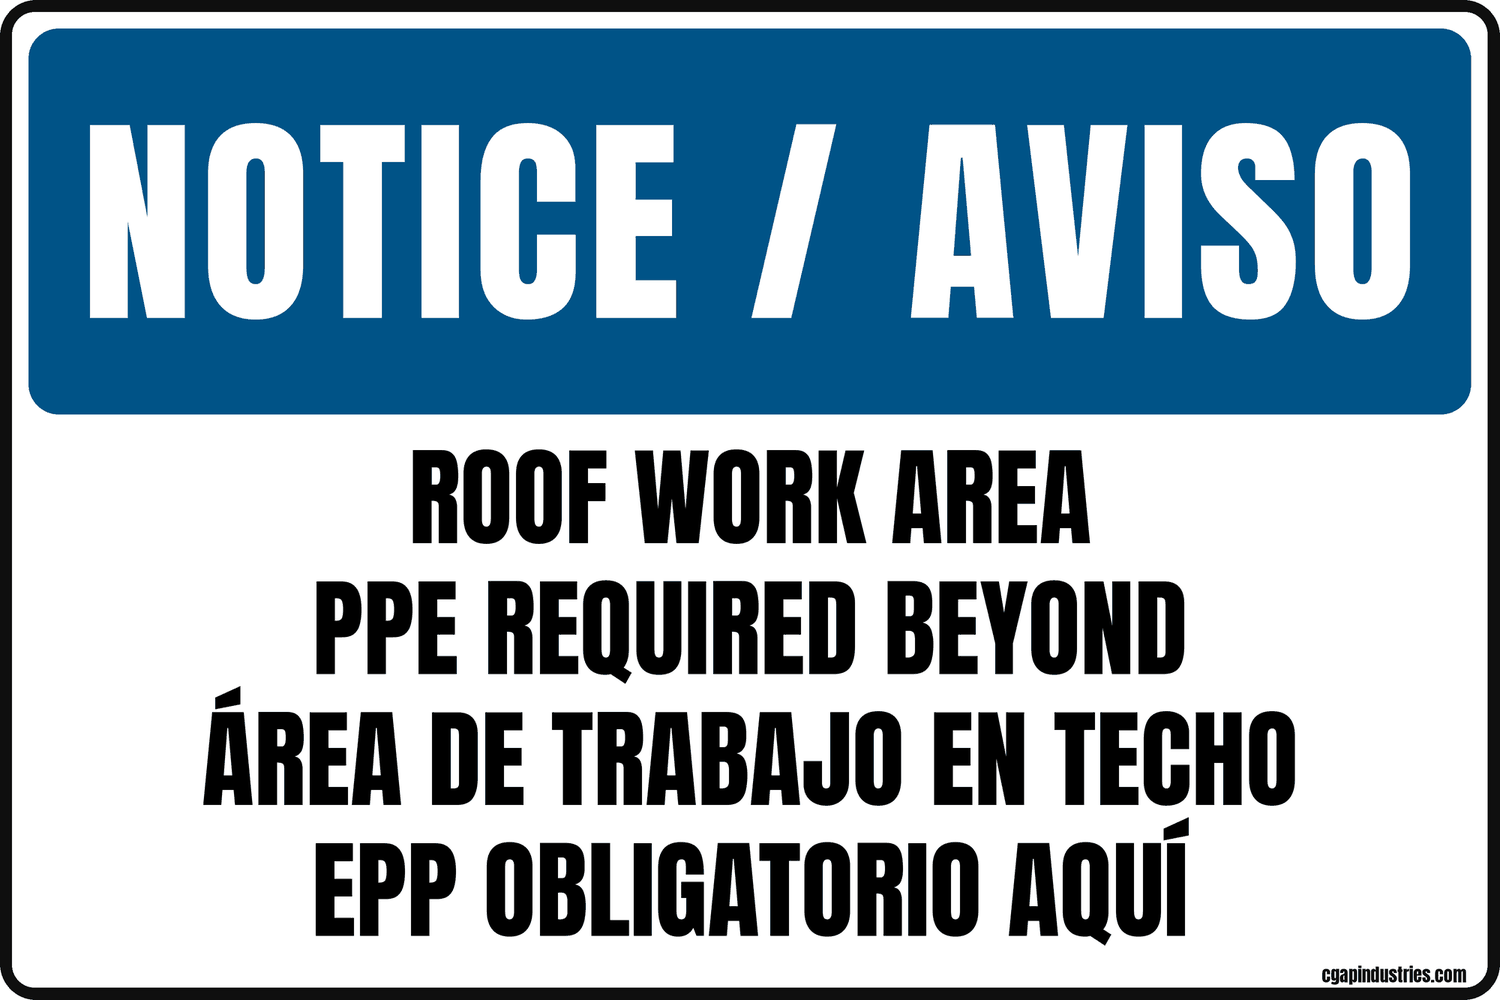 NOTICE / AVISO
ROOF WORK AREA
PPE REQUIRED BEYOND
ÁREA DE TRABAJO EN TECHO
EPP OBLIGATORIO AQUÍ
cgapindustries.com